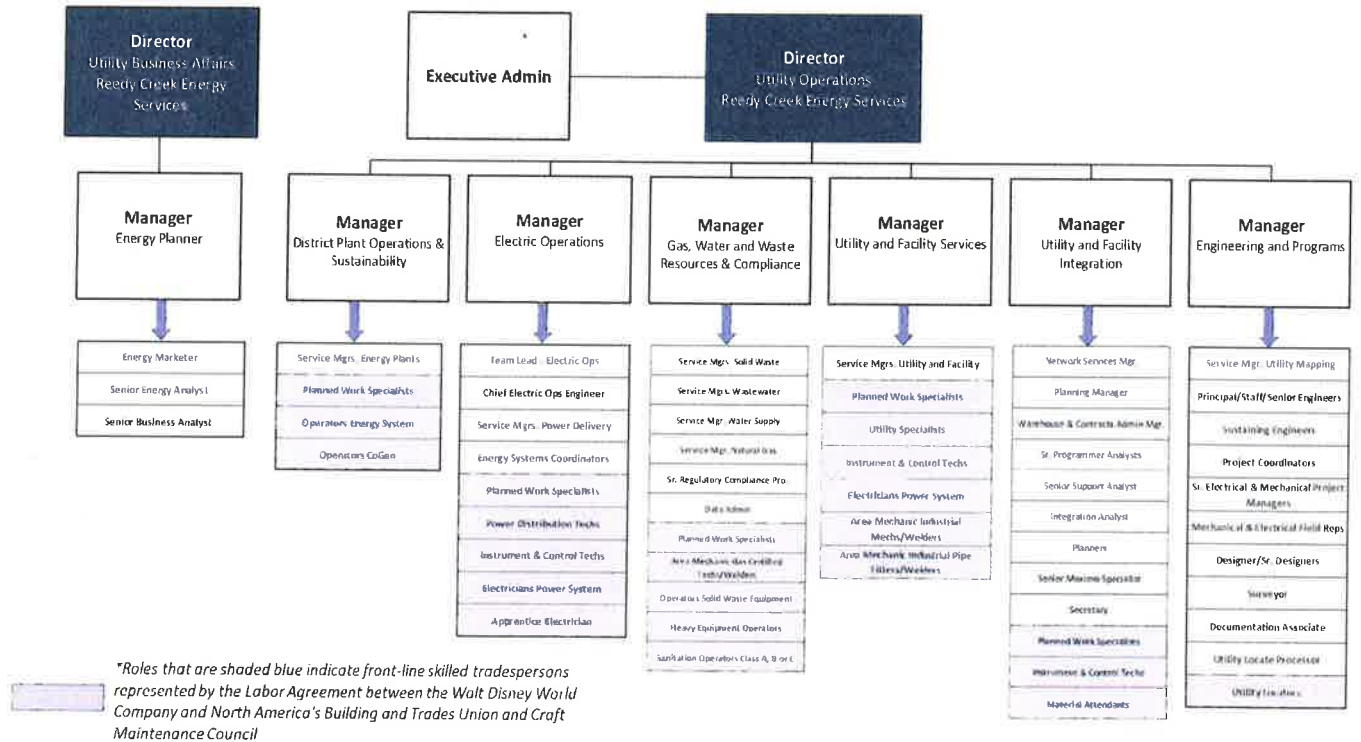 Director
Utility Business Affairs
Reedy Creek Energy
Services
Executive Admin
Director
Utility Operations
Reedy Creek Energy Services
Manager
Energy Planner
Manager
District Plant Operations &
Sustainability
Manager
Electric Operations
Manager
Gas, Water and Waste
Resources & Compliance
Manager
Utility and Facility Services
Manager
Utility and Facility
Integration
Manager
Engineering and Programs
Energy Marketer
Senior Energy Analyst
Senior Business Analyst
Service Mgrs. Energy Plants
Planned Work Specialists
Operators Energy System
Operators CoGen
Team Lead - Electric Ops
Chief Electric Ops Engineer
Service Mgrs. Power Delivery
Energy Systems Coordinators
Planned Work Specialists
Power Distribution Techs
Instrument & Control Techs
Electricians Power System
Apprentice Electrician
Service Mgrs. Solid Waste
Service Mgrs. Wastewater
Service Mgr. Water Supply
Service Mgr. Natural Gas
Sr. Regulatory Compliance Pro
Data Admin
Planned Work Specialists
Area Mechanic Gas Certified
Techs/Welders
Operators Solid Waste Equipment
Heavy Equipment Operators
Sanitation Operators Class A, B or C
Service Mgrs. Utility and Facility
Planned Work Specialists
Utility Specialists
Instrument & Control Techs
Electricians Power System
Area Mechanic Industrial
Mechs/Welders
Area Mechanic Industrial Pipe
Fitters/Welders
Network Services Mgr.
Planning Manager
Warehouse & Contracts Admin Mgr.
Sr. Programmer Analysts
Senior Support Analyst
Integration Analyst
Planners
Senior Maximo Specialist
Secretary
Planned Work Specialists
Instrument & Control Techs
Material Attendants
Service Mgr. Utility Mapping
Principal/Staff/Senior Engineers
Sustaining Engineers
Project Coordinators
Sr. Electrical & Mechanical Project
Managers
Mechanical & Electrical Field Reps
Designer/Sr. Designers
Surveyor
Documentation Associate
Utility Locate Processor
Utility Locators
*Roles that are shaded blue indicate front-line skilled tradespersons
represented by the Labor Agreement between the Walt Disney World
Company and North America's Building and Trades Union and Craft
Maintenance Council